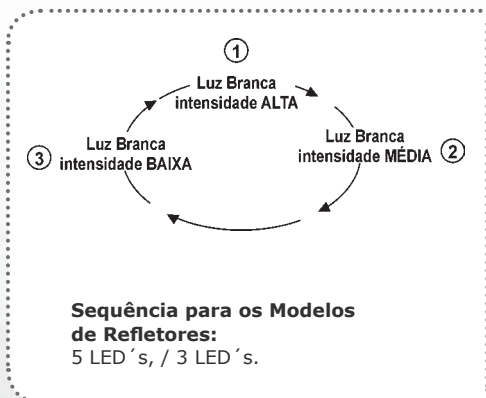 1
Luz Branca
intensidade ALTA
Luz Branca
intensidade MÉDIA 2
Luz Branca
3 intensidade BAIXA
Sequência para os Modelos
de Refletores:
5 LED´s, / 3 LED´s.